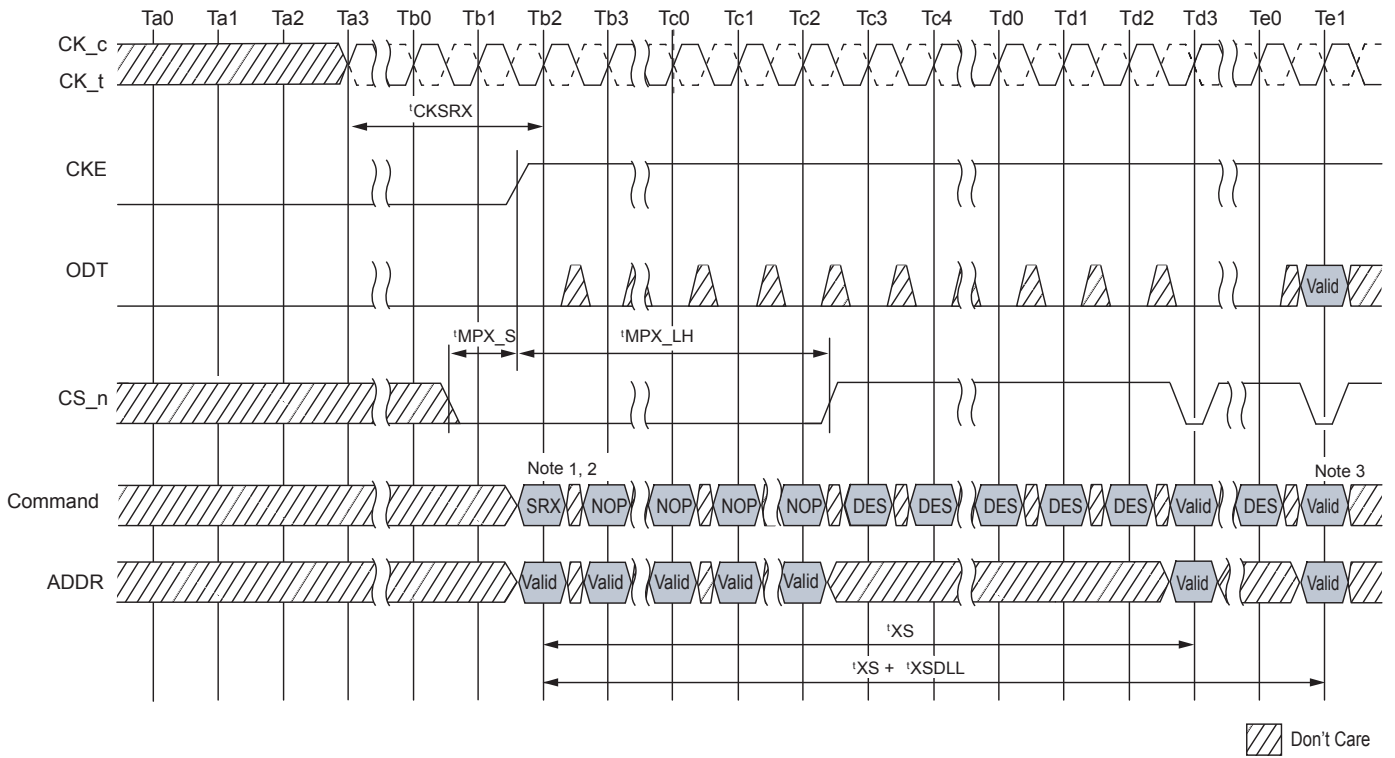 Ta0 Ta1 Ta2 Ta3 Tb0 Tb1 Tb2 Tb3 Tc0 Tc1 Tc2 Tc3 Tc4 Td0 Td1 Td2 Td3 Te0 Te1
CK_c
CK_t
tCKSRX
CKE
ODT
Valid
tMPX_S tMPX_LH
CS_n
Note 1, 2 Note 3
Command SRX NOP NOP NOP NOP DES DES DES DES DES Valid DES Valid
ADDR Valid Valid Valid Valid Valid Valid Valid
tXS
tXS + tXSDLL
Don't Care